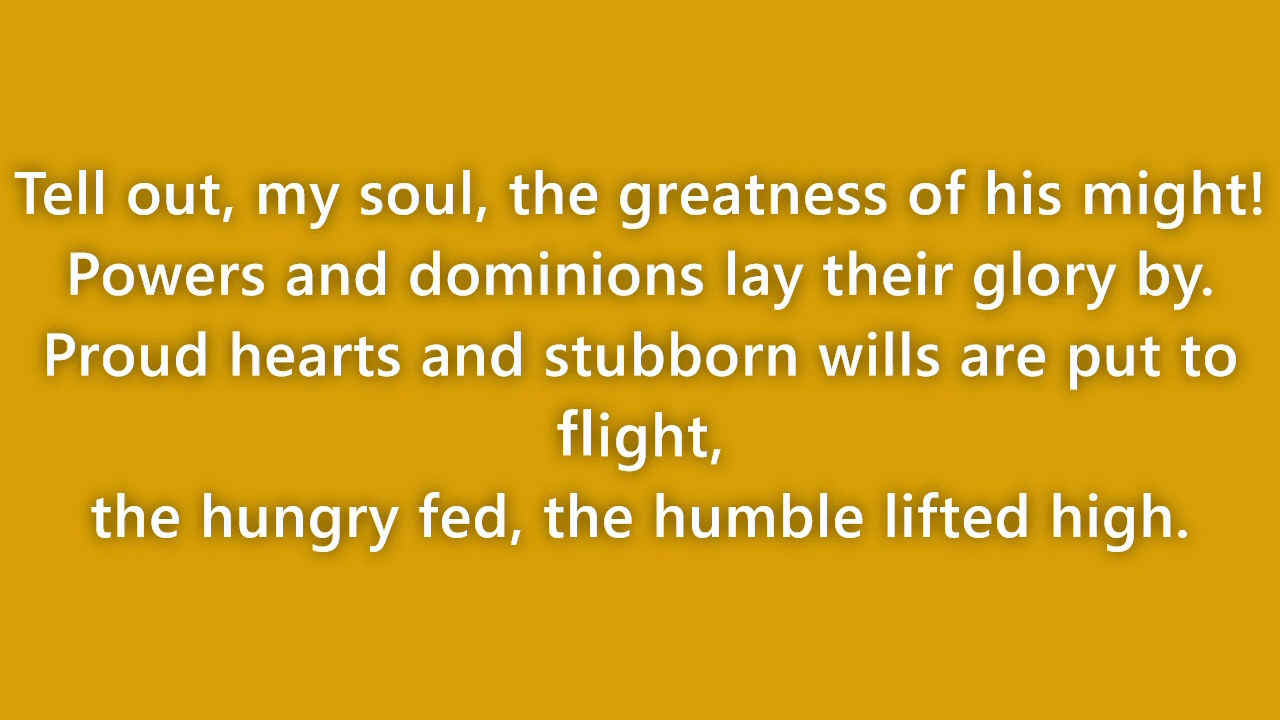 Tell out, my soul, the greatness of his might!
Powers and dominions lay their glory by.
Proud hearts and stubborn wills are put to
flight,
the hungry fed, the humble lifted high.